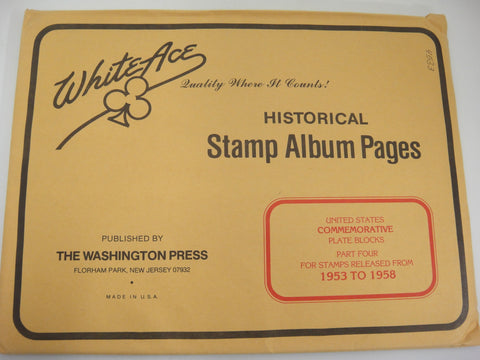 White Ace
Quality Where It Counts!
HISTORICAL
Stamp Album Pages
PUBLISHED BY
THE WASHINGTON PRESS
FLORHAM PARK, NEW JERSEY 07932
MADE IN U.S.A.
UNITED STATES
COMMEMORATIVE
PLATE BLOCKS
PART FOUR
FOR STAMPS RELEASED FROM
1953 TO 1958